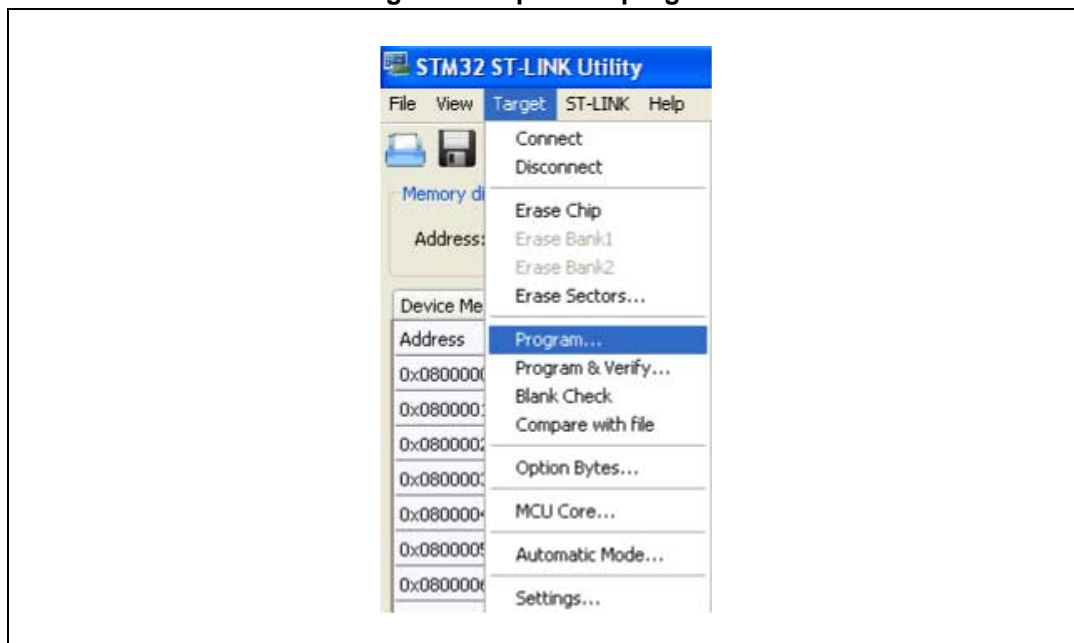 STM32 ST-LINK Utility
File View Target ST-LINK Help
Connect
Disconnect
Memory di
Erase Chip
Address:
Erase Bank1
Erase Bank2
Erase Sectors...
Device Me
Address
Program...
Program & Verify...
Blank Check
Compare with file
Option Bytes...
MCU Core...
Automatic Mode...
Settings...